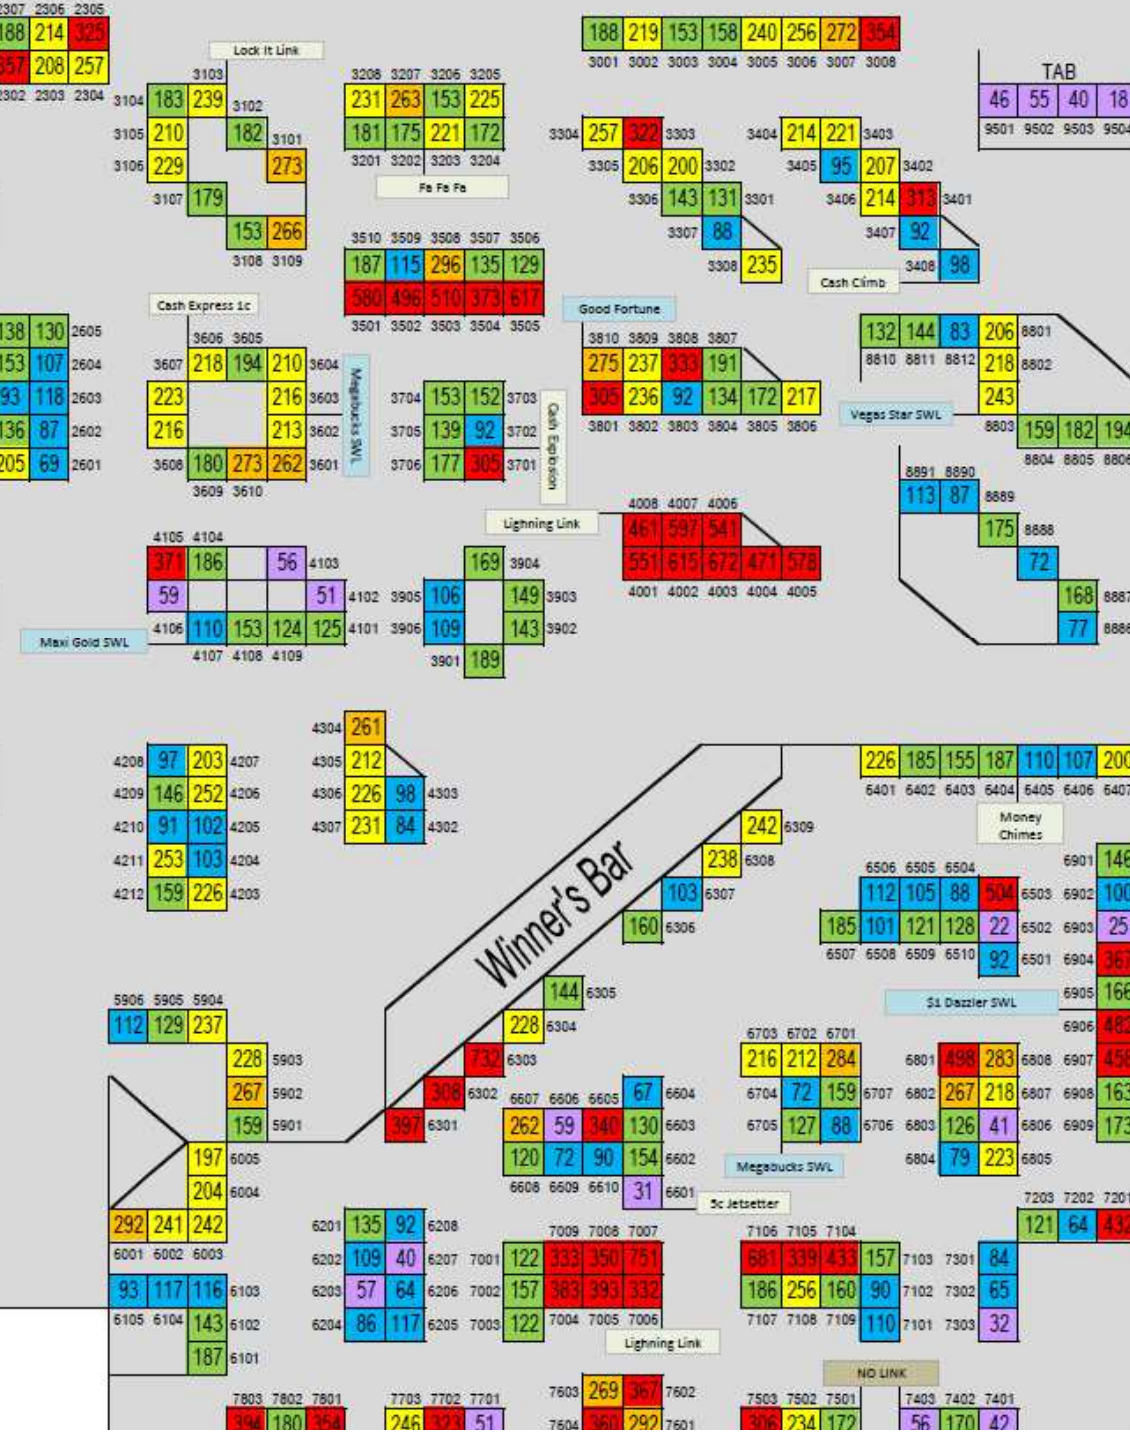 2307 2306 2305
188 214 325
357 208 257
2302 2303 2304
Lock It Link
3103
3104 183 239 3102
3105 210 182 3101
3106 229 273
3107 179
153 266
3108 3109
3208 3207 3206 3205
231 263 153 225
181 175 221 172
3201 3202 3203 3204
Fa Fa Fa
188 219 153 158 240 256 272 354
3001 3002 3003 3004 3005 3006 3007 3008
TAB
46 55 40 18
9501 9502 9503 9504
3304 257 322 3303
3305 206 200 3302
3306 143 131 3301
3307 88
3308 235
3404 214 221 3403
3405 95 207 3402
3406 214 313 3401
3407 92
3408 98
Cash Climb
3510 3509 3508 3507 3506
187 115 296 135 129
580 496 510 373 617
3501 3502 3503 3504 3505
Cash Express 1c
3606 3605
3607 218 194 210 3604
223 216 3603
216 213 3602
3608 180 273 262 3601
3609 3610
Megabucks SWL
138 130 2605
153 107 2604
93 118 2603
136 87 2602
205 69 2601
3704 153 152 3703
3705 139 92 3702
3706 177 305 3701
Cash Explosion
Good Fortune
3810 3809 3808 3807
275 237 333 191
305 236 92 134 172 217
3801 3802 3803 3804 3805 3806
132 144 83 206 8801
8810 8811 8812 218 8802
243
Vegas Star SWL
8803 159 182 194
8804 8805 8806
8891 8890
113 87 8889
175 8888
72
168 8887
77 8886
Lighning Link
4008 4007 4006
461 597 541
551 615 672 471 578
4001 4002 4003 4004 4005
4105 4104
371 186 56 4103
59 51 4102
4106 110 153 124 125 4101
4107 4108 4109
Maxi Gold SWL
169 3904
3905 106 149 3903
3906 109 143 3902
3901 189
4208 97 203 4207
4209 146 252 4206
4210 91 102 4205
4211 253 103 4204
4212 159 226 4203
4304 261
4305 212
4306 226 98 4303
4307 231 84 4302
Winner's Bar
242 6309
238 6308
103 6307
160 6306
144 6305
228 6304
732 6303
308 6302
397 6301
226 185 155 187 110 107 200
6401 6402 6403 6404 6405 6406 6407
Money
Chimes
6506 6505 6504
112 105 88 504 6503
185 101 121 128 22 6502
6507 6508 6509 6510 92 6501
$1 Dazzler SWL
6901 146
6902 100
6903 25
6904 367
6905 166
6906 482
6907 458
6908 163
6909 173
5906 5905 5904
112 129 237
228 5903
267 5902
159 5901
197 6005
204 6004
292 241 242
6001 6002 6003
93 117 116 6103
6105 6104 143 6102
187 6101
6607 6606 6605 67 6604
262 59 340 130 6603
120 72 90 154 6602
6608 6609 6610 31 6601
5c Jetsetter
6703 6702 6701
216 212 284
6704 72 159 6707
6705 127 88 6706
Megabucks SWL
6801 498 283 6808
6802 267 218 6807
6803 126 41 6806
6804 79 223 6805
7203 7202 7201
121 64 432
6201 135 92 6208
6202 109 40 6207
6203 57 64 6206
6204 86 117 6205
7009 7008 7007
7001 122 333 350 751
7002 157 383 393 332
7003 122 7004 7005 7006
Lighning Link
7106 7105 7104
681 339 433 157 7103
186 256 160 90 7102
7107 7108 7109 110 7101
7301 84
7302 65
7303 32
NO LINK
7803 7802 7801
394 180 354
7703 7702 7701
246 323 51
7603 269 367 7602
7604 360 292 7601
7503 7502 7501
306 234 172
7403 7402 7401
56 170 42